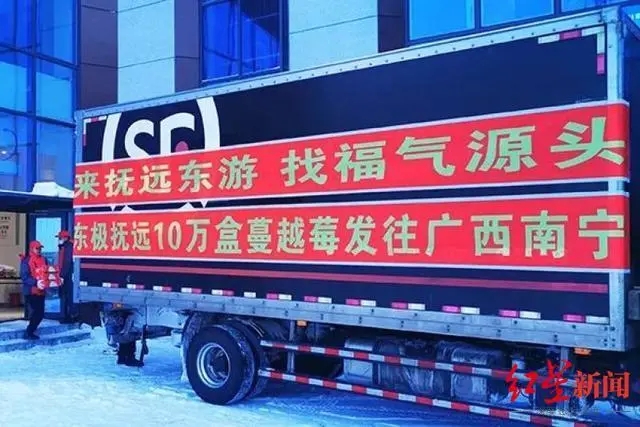 SF
来抚远东游 找福气源头
东极抚远10万盒蔓越莓发往广西南宁
红星新闻